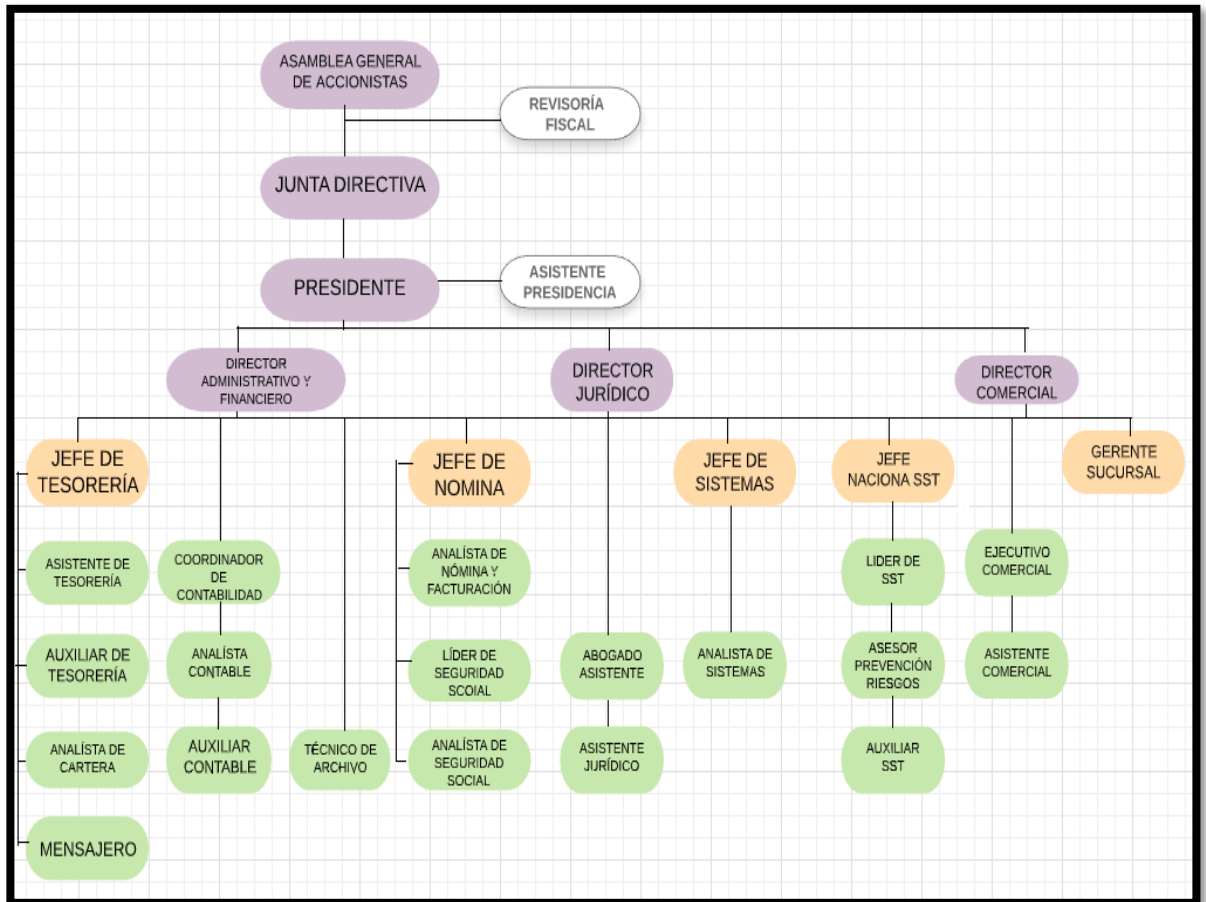 ASAMBLEA GENERAL
DE ACCIONISTAS
REVISORÍA
FISCAL
JUNTA DIRECTIVA
PRESIDENTE
ASISTENTE
PRESIDENCIA
DIRECTOR
ADMINISTRATIVO Y
FINANCIERO
DIRECTOR
JURÍDICO
DIRECTOR
COMERCIAL
JEFE DE
TESORERÍA
JEFE DE
NOMINA
JEFE DE
SISTEMAS
JEFE
NACIONA SST
GERENTE
SUCURSAL
ASISTENTE DE
TESORERÍA
COORDINADOR
DE
CONTABILIDAD
ANALÍSTA DE
NÓMINA Y
FACTURACIÓN
LIDER DE
SST
EJECUTIVO
COMERCIAL
AUXILIAR DE
TESORERÍA
ANALÍSTA
CONTABLE
LÍDER DE
SEGURIDAD
SCOIAL
ABOGADO
ASISTENTE
ANALISTA DE
SISTEMAS
ASESOR
PREVENCIÓN
RIESGOS
ASISTENTE
COMERCIAL
ANALÍSTA DE
CARTERA
AUXILIAR
CONTABLE
TÉCNICO DE
ARCHIVO
ANALÍSTA DE
SEGURIDAD
SOCIAL
ASISTENTE
JURÍDICO
AUXILIAR
SST
MENSAJERO